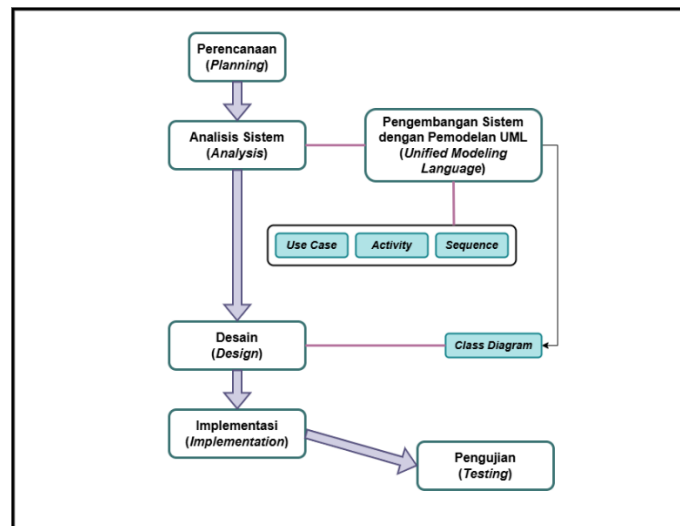 Perencanaan
(Planning)
Analisis Sistem
(Analysis)
Pengembangan Sistem
dengan Pemodelan UML
(Unified Modeling
Language)
Use Case
Activity
Sequence
Desain
(Design)
Class Diagram
Implementasi
(Implementation)
Pengujian
(Testing)